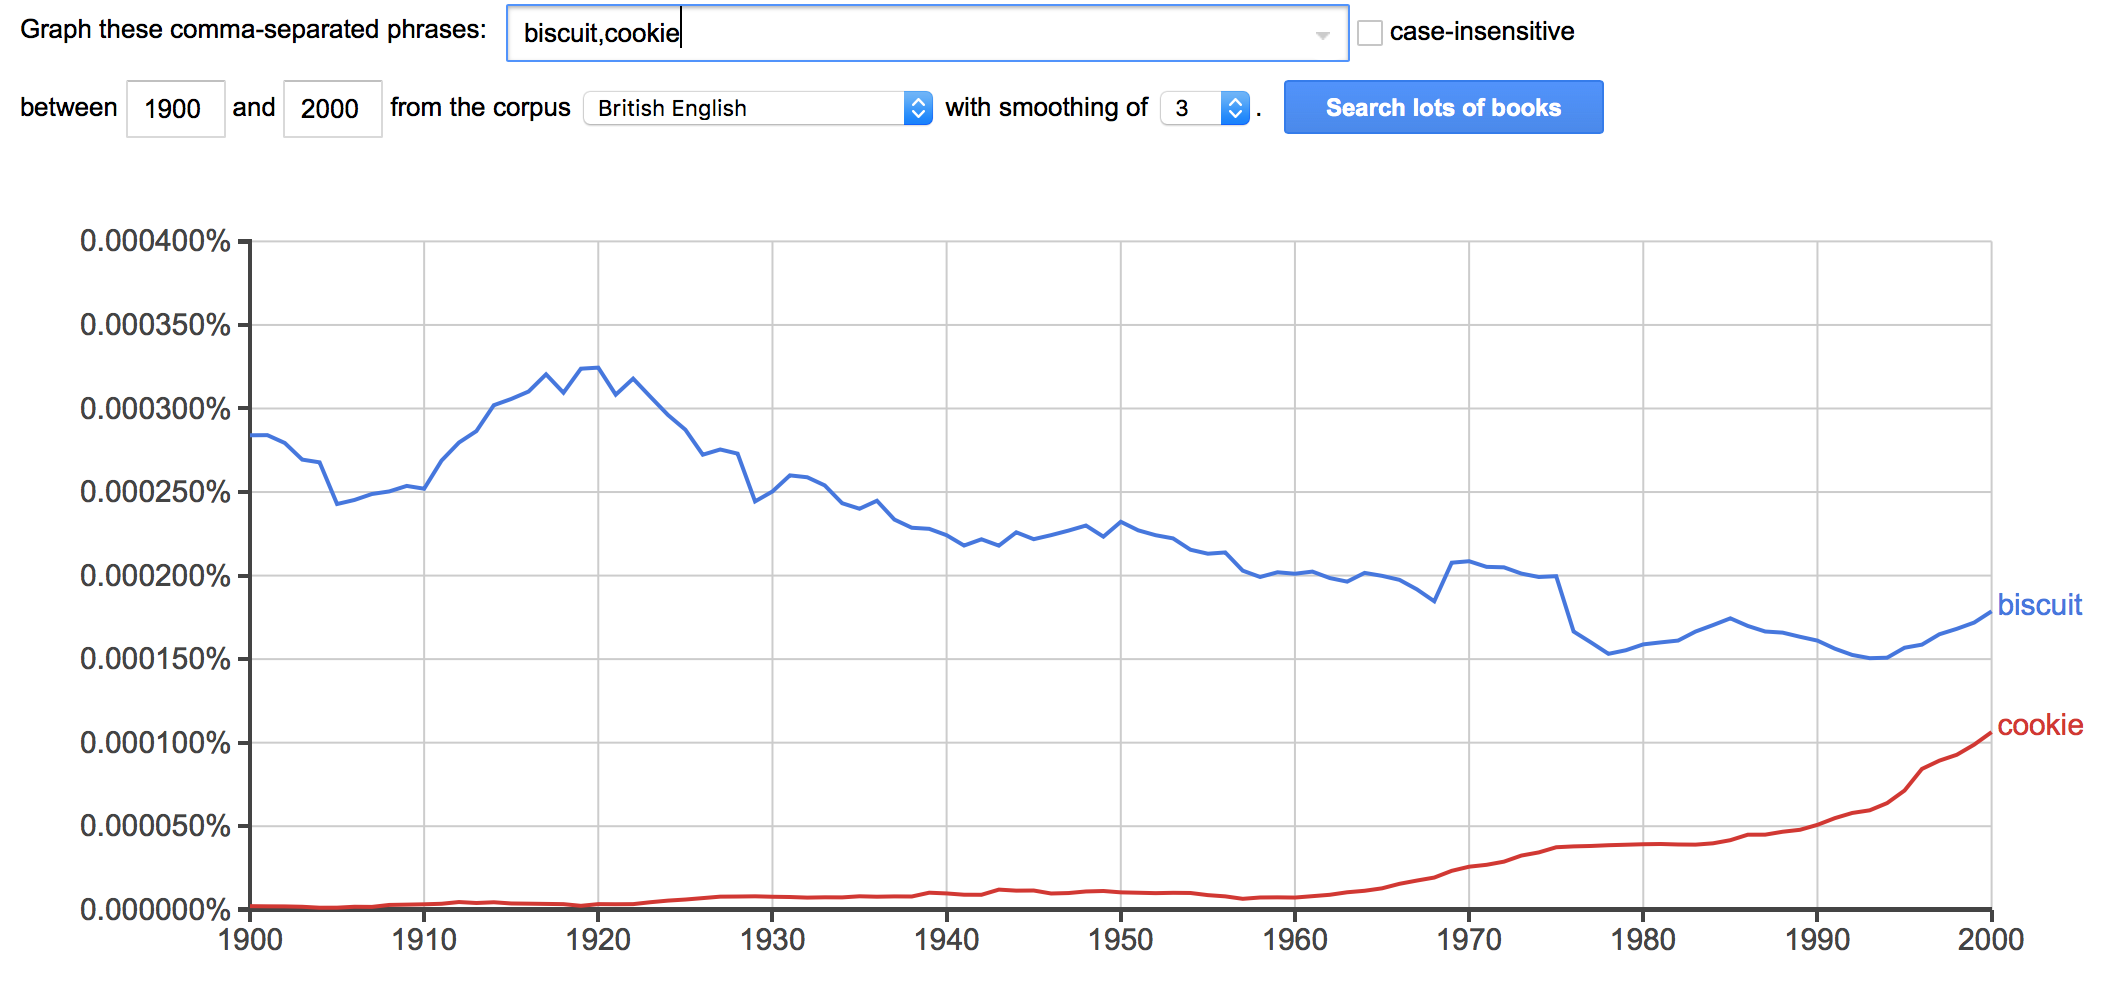 Graph these comma-separated phrases: biscuit,cookie case-insensitive
between 1900 and 2000 from the corpus British English with smoothing of 3 . Search lots of books
0.000400%
0.000350%
0.000300%
0.000250%
0.000200%
biscuit
0.000150%
cookie
0.000100%
0.000050%
0.000000%
1900 1910 1920 1930 1940 1950 1960 1970 1980 1990 2000